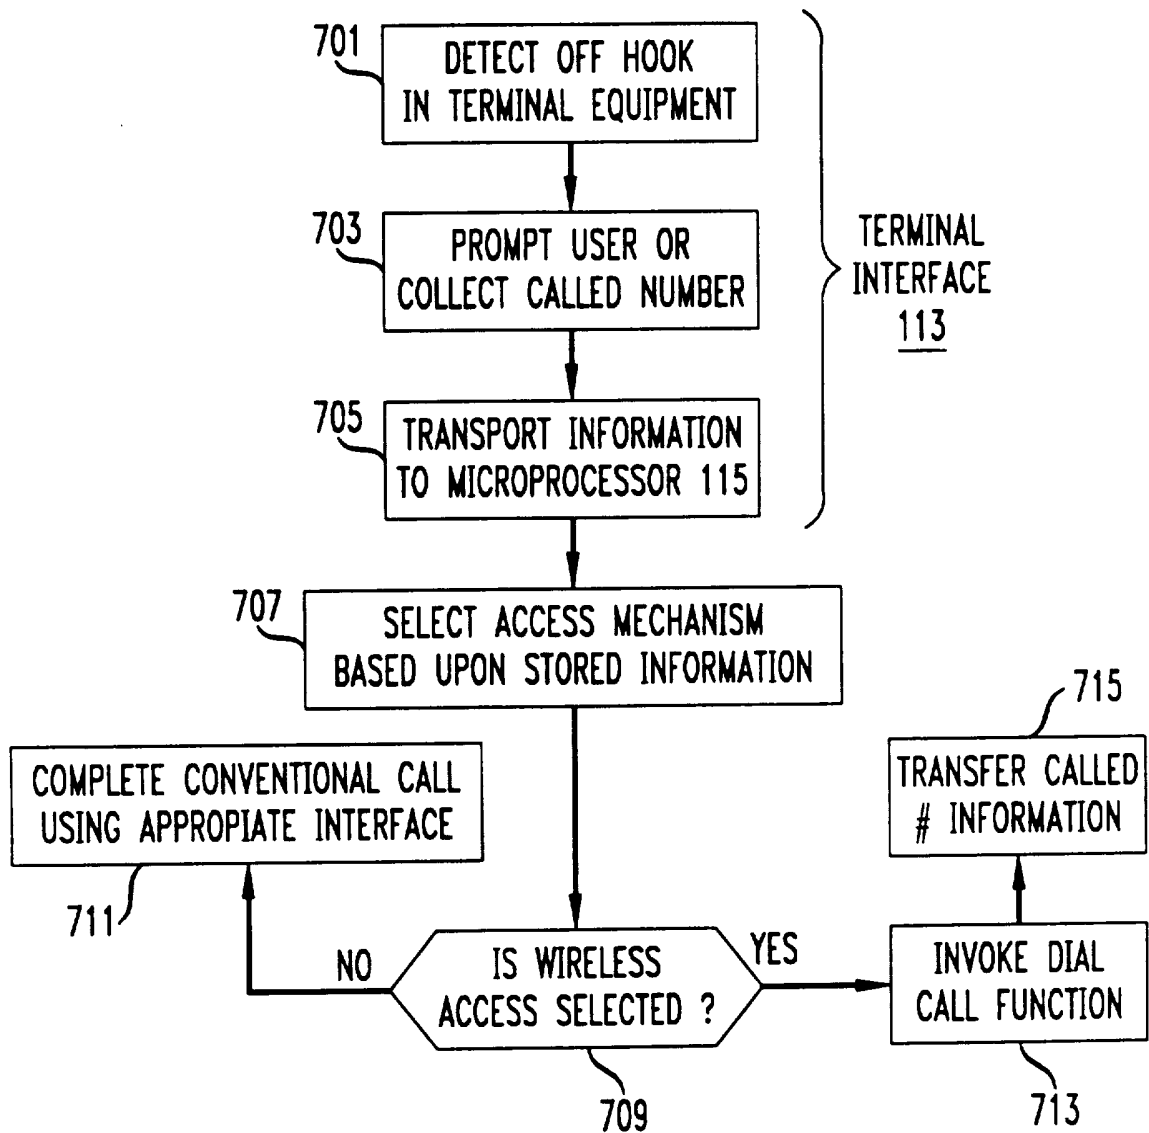 701
DETECT OFF HOOK
IN TERMINAL EQUIPMENT
703
PROMPT USER OR
COLLECT CALLED NUMBER
TERMINAL
INTERFACE
113
705
TRANSPORT INFORMATION
TO MICROPROCESSOR 115
707
SELECT ACCESS MECHANISM
BASED UPON STORED INFORMATION
715
COMPLETE CONVENTIONAL CALL
USING APPROPIATE INTERFACE
TRANSFER CALLED
# INFORMATION
711
NO
IS WIRELESS
ACCESS SELECTED ?
YES
INVOKE DIAL
CALL FUNCTION
709
713